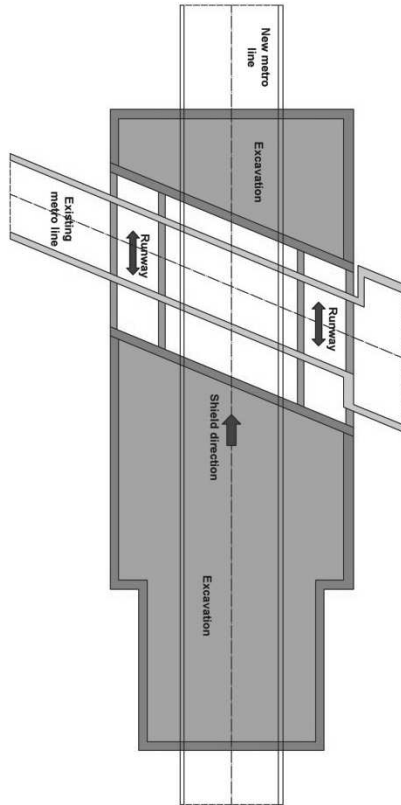 New metro
line
Excavation
Existing
metro line
Runway
Runway
Shield direction
Excavation